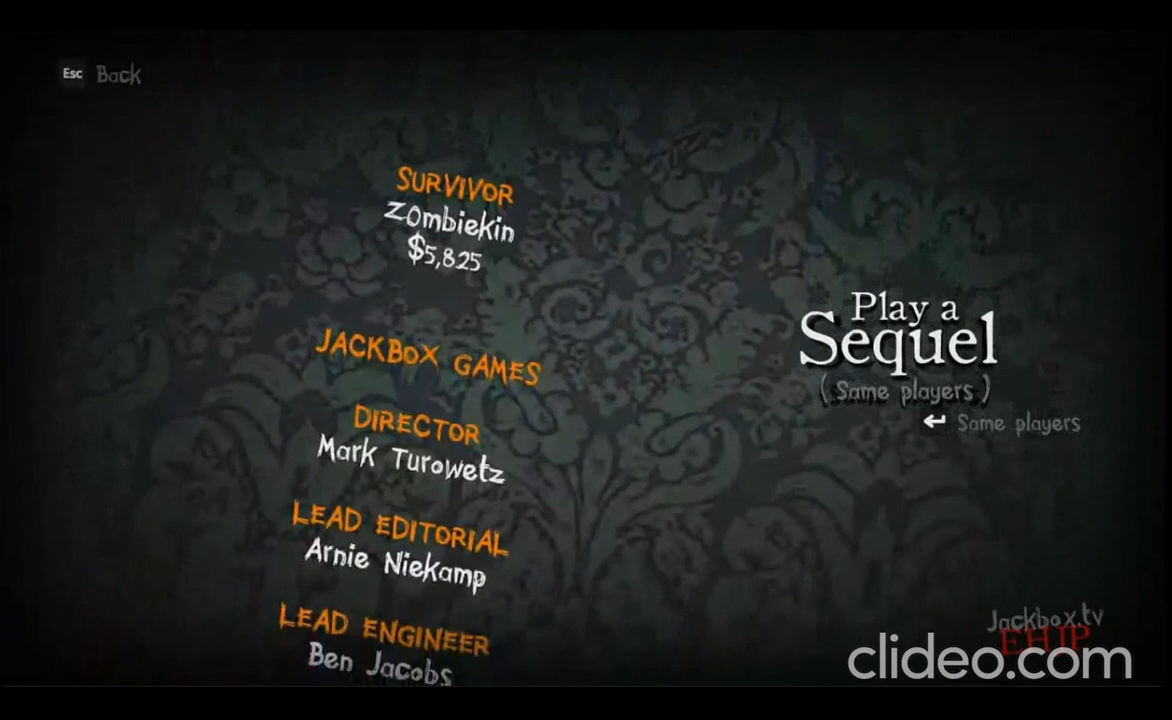 Esc Back
SURVIVOR
Zombiekin
$5,825
JACKBOX GAMES
DIRECTOR
Mark Turowetz
LEAD EDITORIAL
Arnie Niekamp
LEAD ENGINEER
Ben Jacobs
Play a
Sequel
(Same players)
Same players
Jackbox.tv
EHJP
clideo.com